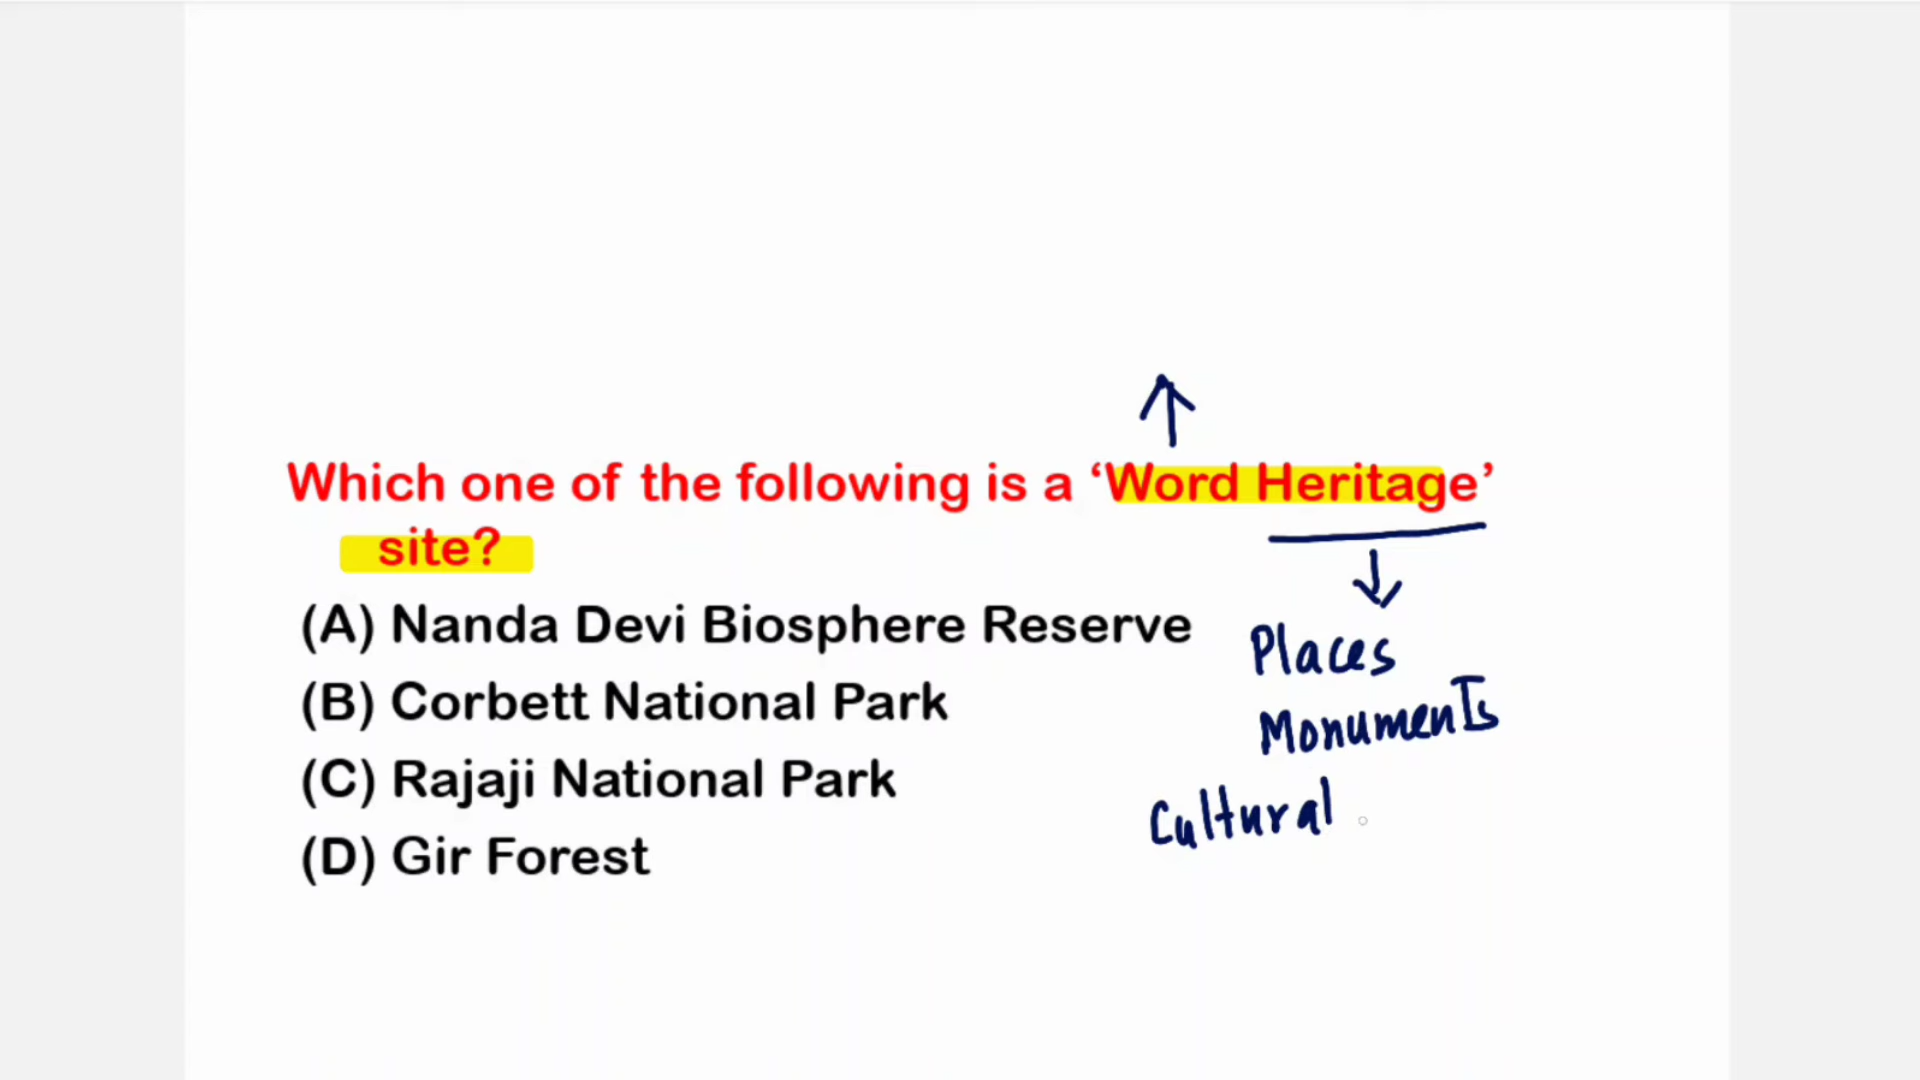 Which one of the following is a ‘Word Heritage’
site?
(A) Nanda Devi Biosphere Reserve
(B) Corbett National Park
(C) Rajaji National Park
(D) Gir Forest
Places
Monuments
Cultural